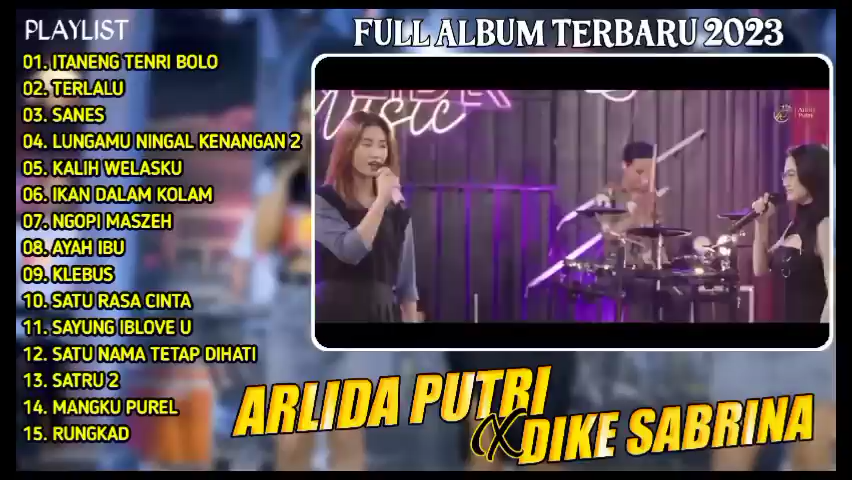 PLAYLIST
FULL ALBUM TERBARU 2023
01. ITANENG TENRI BOLO
02. TERLALU
03. SANES
04. LUNGAMU NINGAL KENANGAN 2
05. KALIH WELASKU
06. IKAN DALAM KOLAM
07. NGOPI MASZEH
08. AYAH IBU
09. KLEBUS
10. SATU RASA CINTA
11. SAYUNG IBLOVE U
12. SATU NAMA TETAP DIHATI
13. SATRU 2
14. MANGKU PUREL
15. RUNGKAD
Music
ARLIDA PUTRI
X DIKE SABRINA